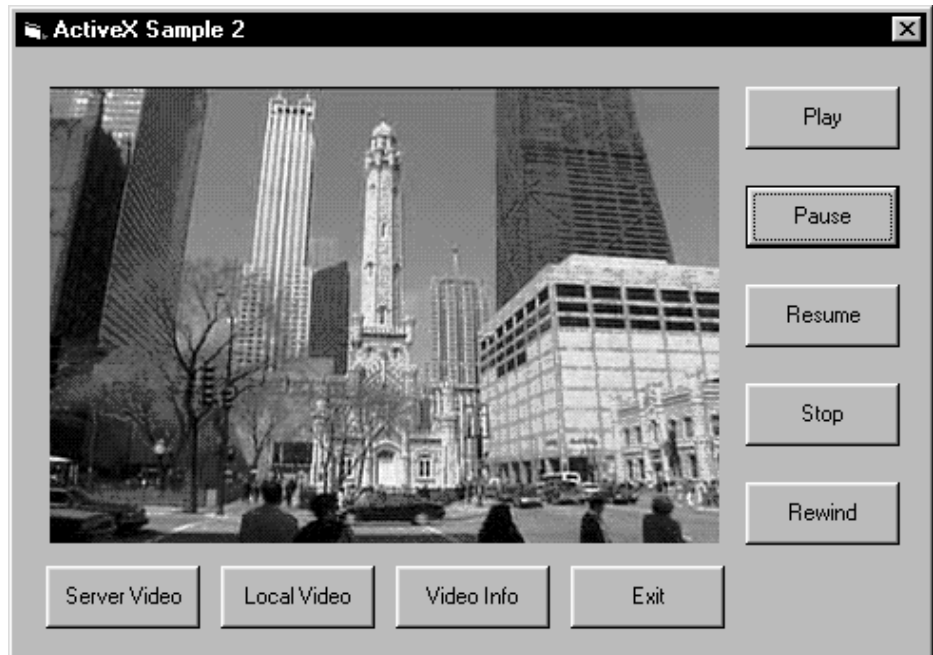 ActiveX Sample 2
Play
Pause
Resume
Stop
Rewind
Server Video
Local Video
Video Info
Exit